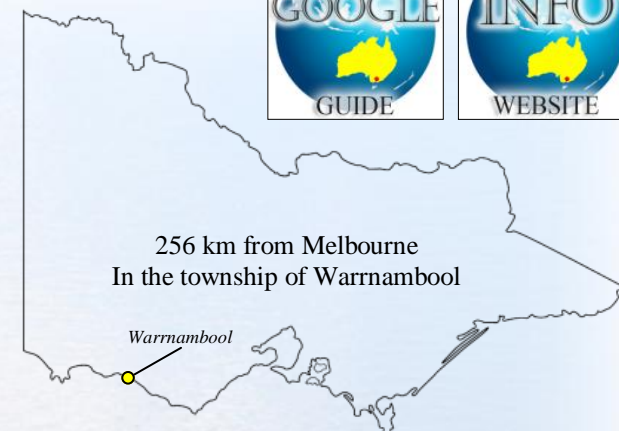 GOOGLE
GUIDE
INFO
WEBSITE
256 km from Melbourne
In the township of Warrnambool
Warrnambool